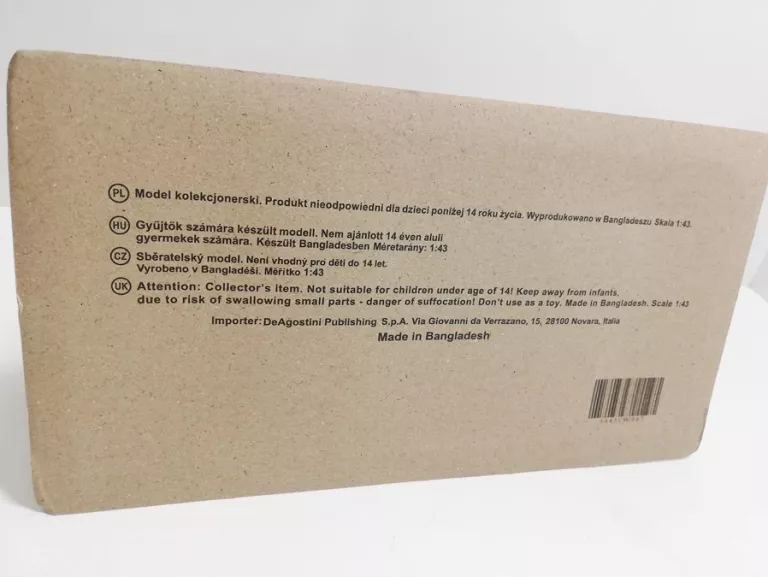 PL Model kolekcjonerski. Produkt nieodpowiedni dla dzieci poniżej 14 roku życia. Wyprodukowano w Bangladeszu Skala 1:43.
HU Gyűjtők számára készült modell. Nem ajánlott 14 éven aluli
gyermekek számára. Készült Bangladesben Méretarány: 1:43
CZ Sběratelský model. Není vhodný pro děti do 14 let.
Vyrobeno v Bangladéši. Měřítko 1:43
UK Attention: Collector's item. Not suitable for children under age of 14! Keep away from infants,
due to risk of swallowing small parts - danger of suffocation! Don't use as a toy. Made in Bangladesh. Scale 1:43
Importer: DeAgostini Publishing S.p.A. Via Giovanni da Verrazano, 15, 28100 Novara, Italia
Made in Bangladesh